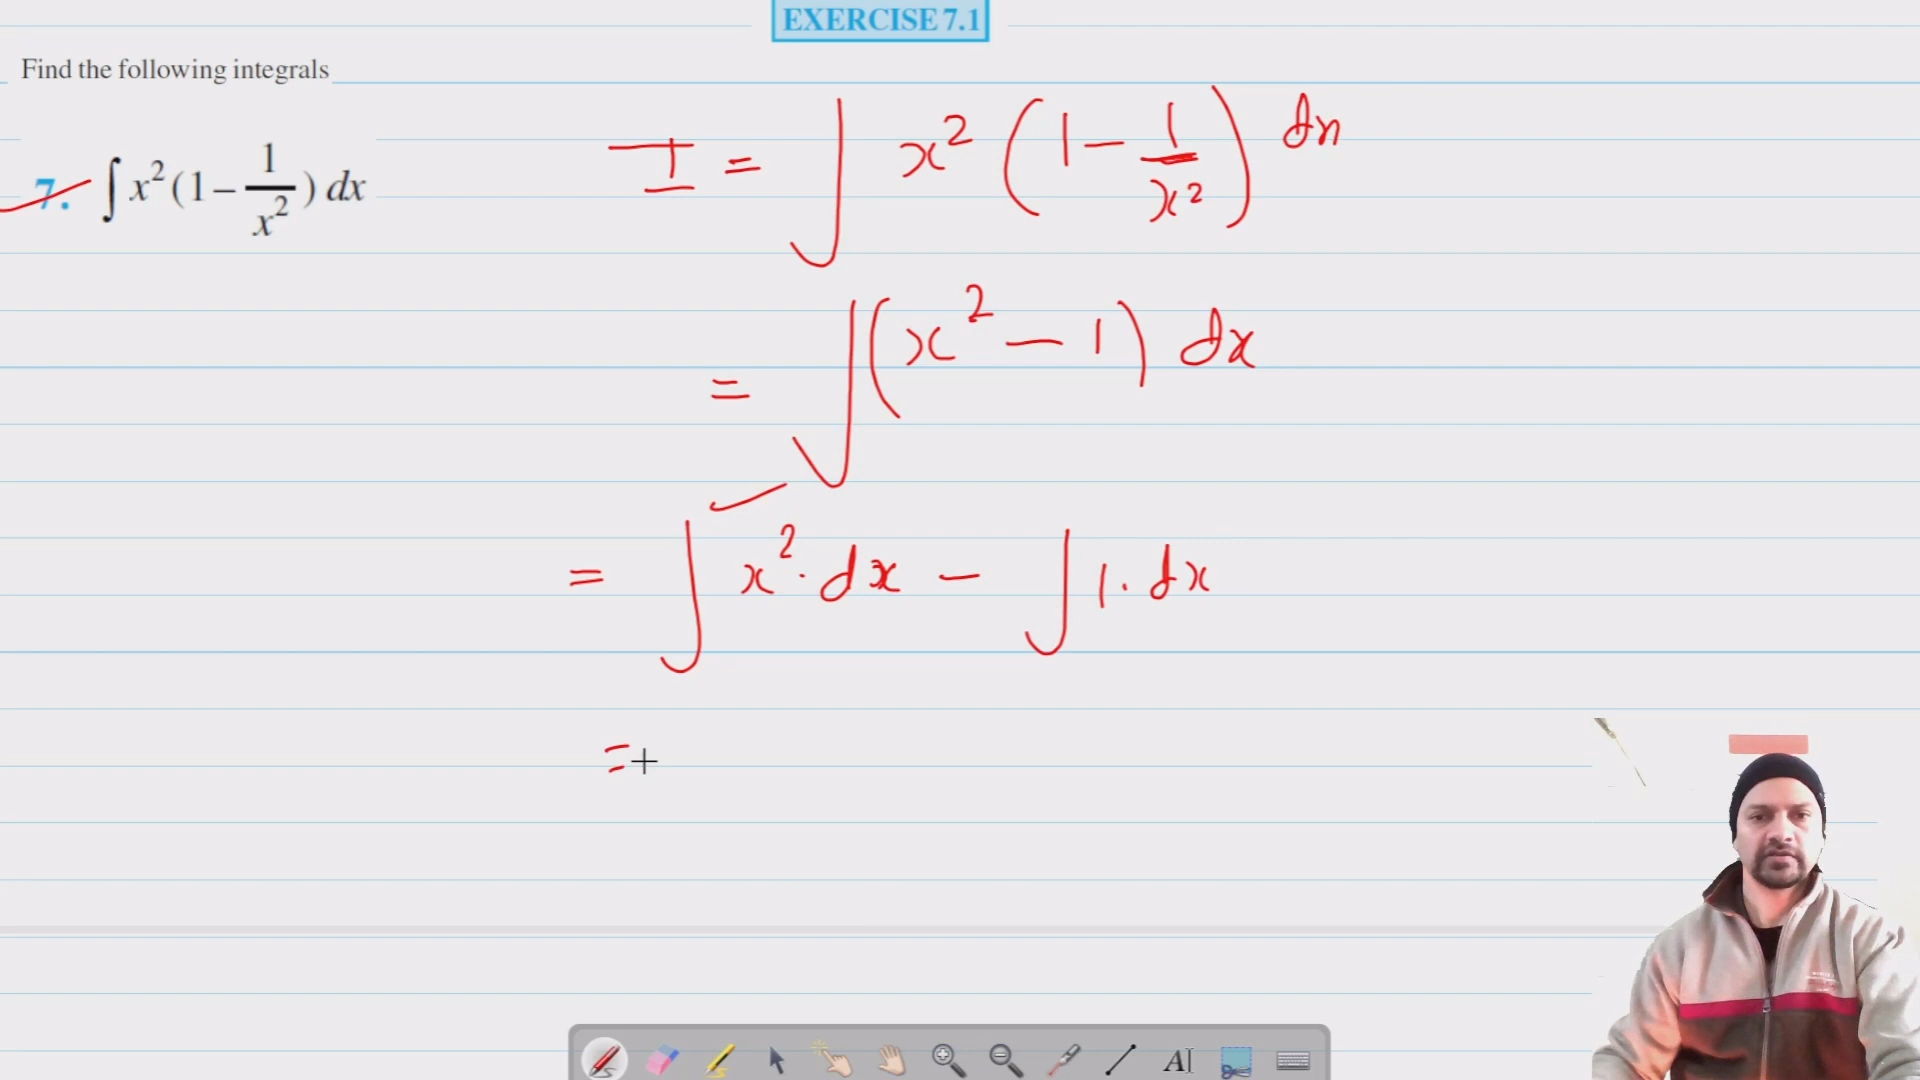 EXERCISE 7.1
Find the following integrals
7. ∫ x² (1 – 1/x²) dx
I = ∫ x² (1 – 1/x²) dx
= ∫ (x² – 1) dx
= ∫ x² · dx – ∫ 1 · dx
=
AI